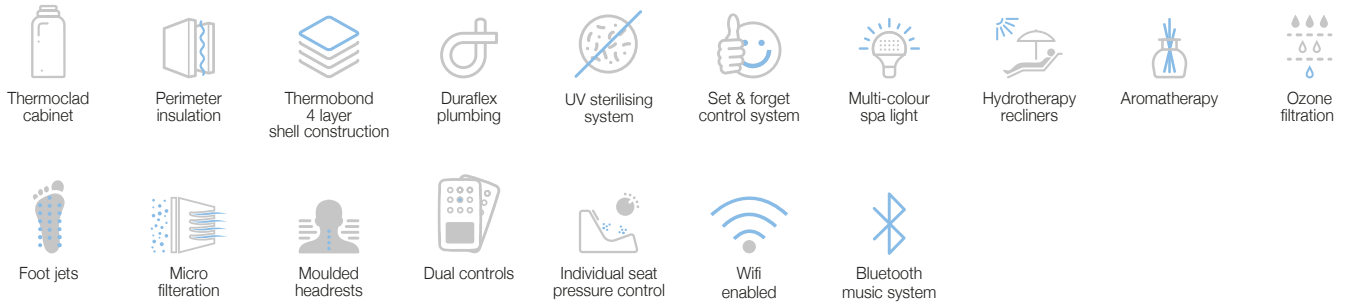 Thermoclad
cabinet
Perimeter
insulation
Thermobond
4 layer
shell construction
Duraflex
plumbing
UV sterilising
system
Set & forget
control system
Multi-colour
spa light
Hydrotherapy
recliners
Aromatherapy
Ozone
filtration
Foot jets
Micro
filteration
Moulded
headrests
Dual controls
Individual seat
pressure control
Wifi
enabled
Bluetooth
music system